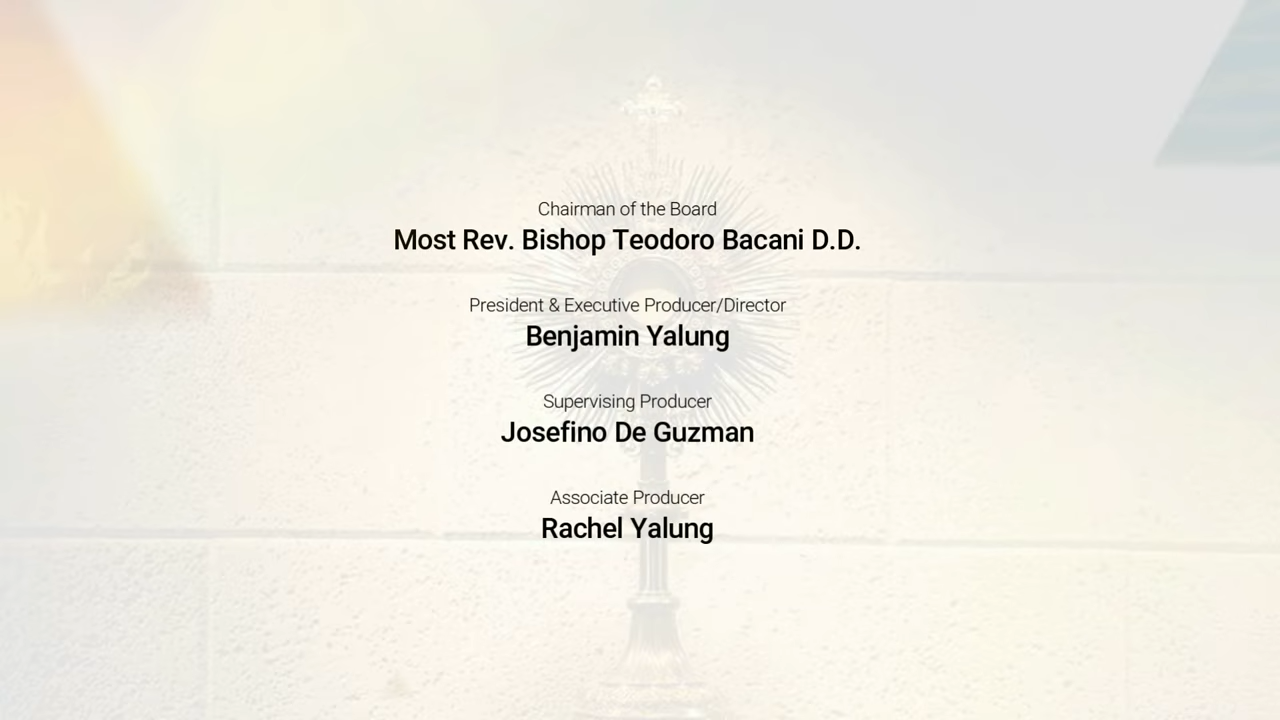 Chairman of the Board
Most Rev. Bishop Teodoro Bacani D.D.
President & Executive Producer/Director
Benjamin Yalung
Supervising Producer
Josefino De Guzman
Associate Producer
Rachel Yalung